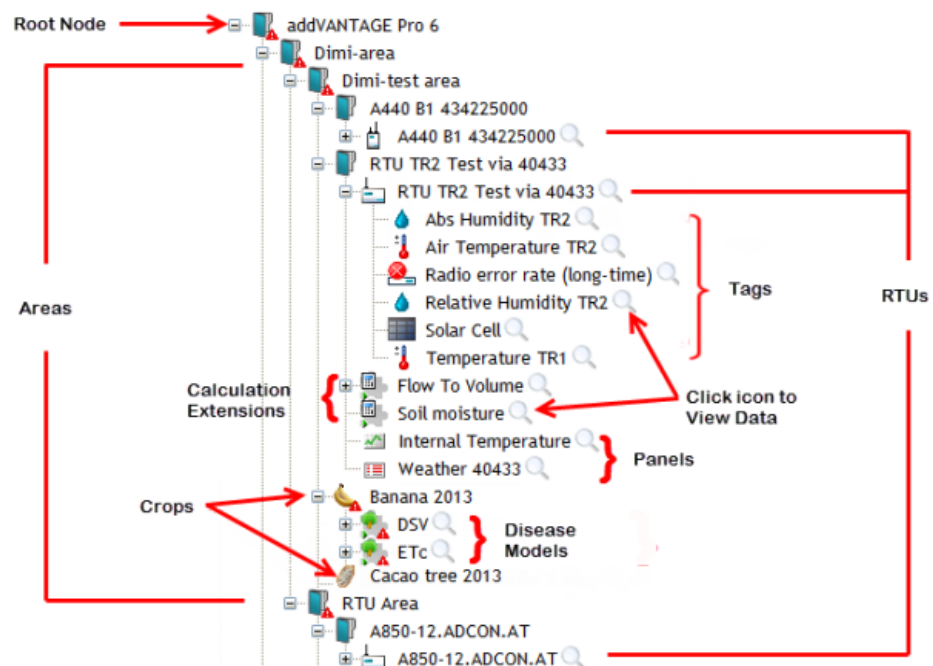 Root Node
addVANTAGE Pro 6
Dimi-area
Dimi-test area
A440 B1 434225000
A440 B1 434225000
RTU TR2 Test via 40433
RTU TR2 Test via 40433
Abs Humidity TR2
Air Temperature TR2
Radio error rate (long-time)
Tags
RTUs
Relative Humidity TR2
Areas
Solar Cell
Temperature TR1
Calculation
Extensions
Flow To Volume
Soil moisture
Click icon to
View Data
Internal Temperature
Weather 40433
Panels
Crops
Banana 2013
DSV
ETc
Disease
Models
Cacao tree 2013
RTU Area
A850-12.ADCON.AT
A850-12.ADCON.AT